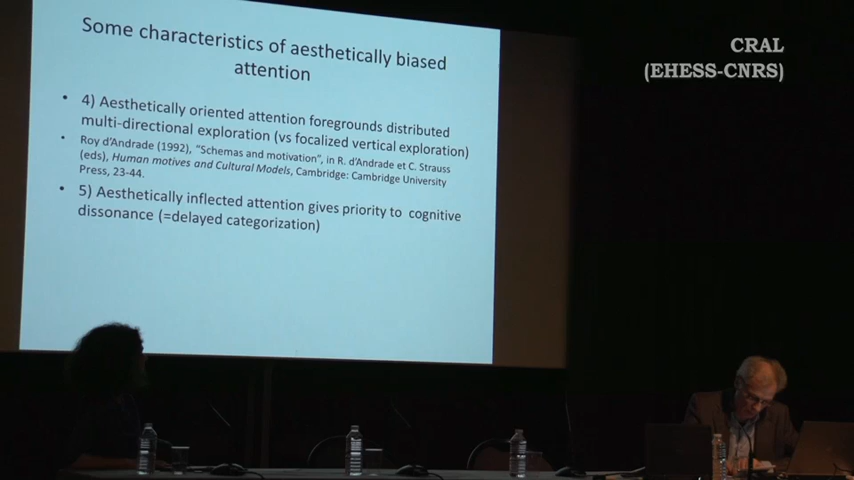 Some characteristics of aesthetically biased
attention
CRAL
(EHESS-CNRS)
• 4) Aesthetically oriented attention foregrounds distributed
multi-directional exploration (vs focalized vertical exploration)
• Roy d’Andrade (1992), “Schemas and motivation”, in R. d’Andrade et C. Strauss
(eds), Human motives and Cultural Models, Cambridge: Cambridge University
Press, 23-44.
• 5) Aesthetically inflected attention gives priority to cognitive
dissonance (=delayed categorization)